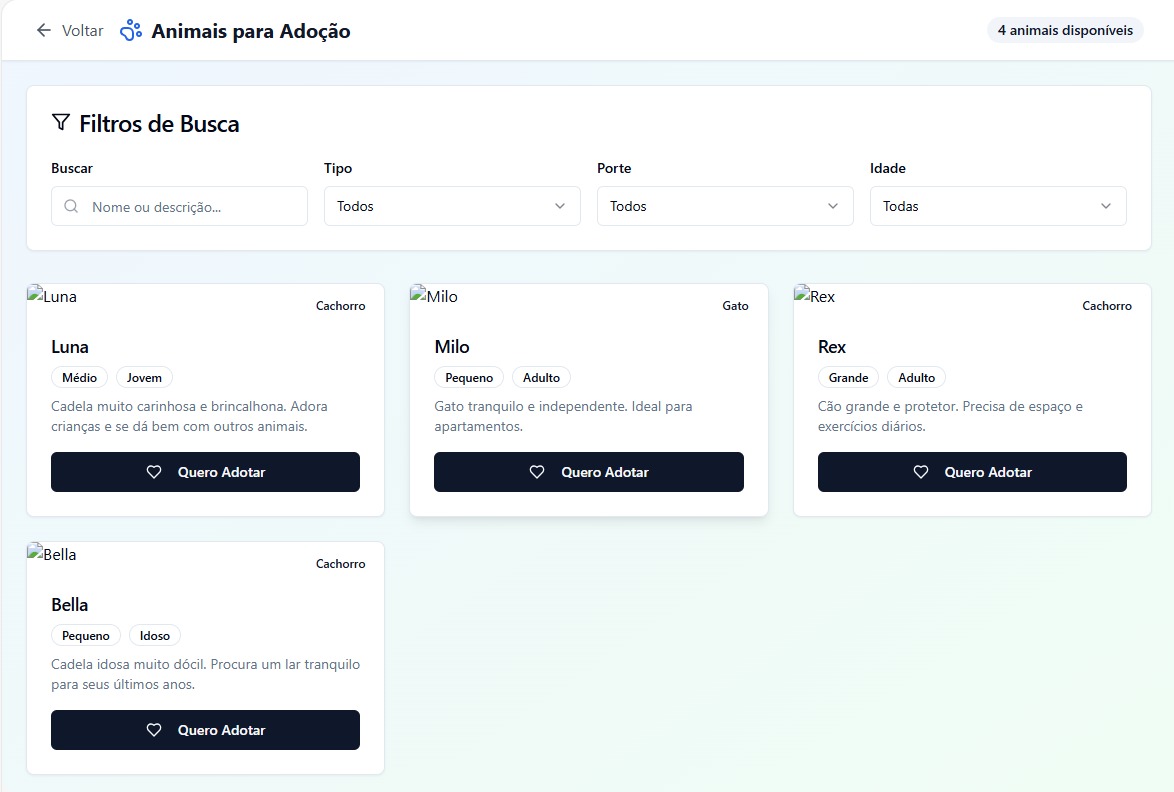 Voltar Animais para Adoção 4 animais disponíveis
Filtros de Busca
Buscar Tipo Porte Idade
Nome ou descrição... Todos Todos Todas
Luna Cachorro
Luna
Médio Jovem
Cadela muito carinhosa e brincalhona. Adora
crianças e se dá bem com outros animais.
Quero Adotar
Milo Gato
Milo
Pequeno Adulto
Gato tranquilo e independente. Ideal para
apartamentos.
Quero Adotar
Rex Cachorro
Rex
Grande Adulto
Cão grande e protetor. Precisa de espaço e
exercícios diários.
Quero Adotar
Bella Cachorro
Bella
Pequeno Idoso
Cadela idosa muito dócil. Procura um lar tranquilo
para seus últimos anos.
Quero Adotar